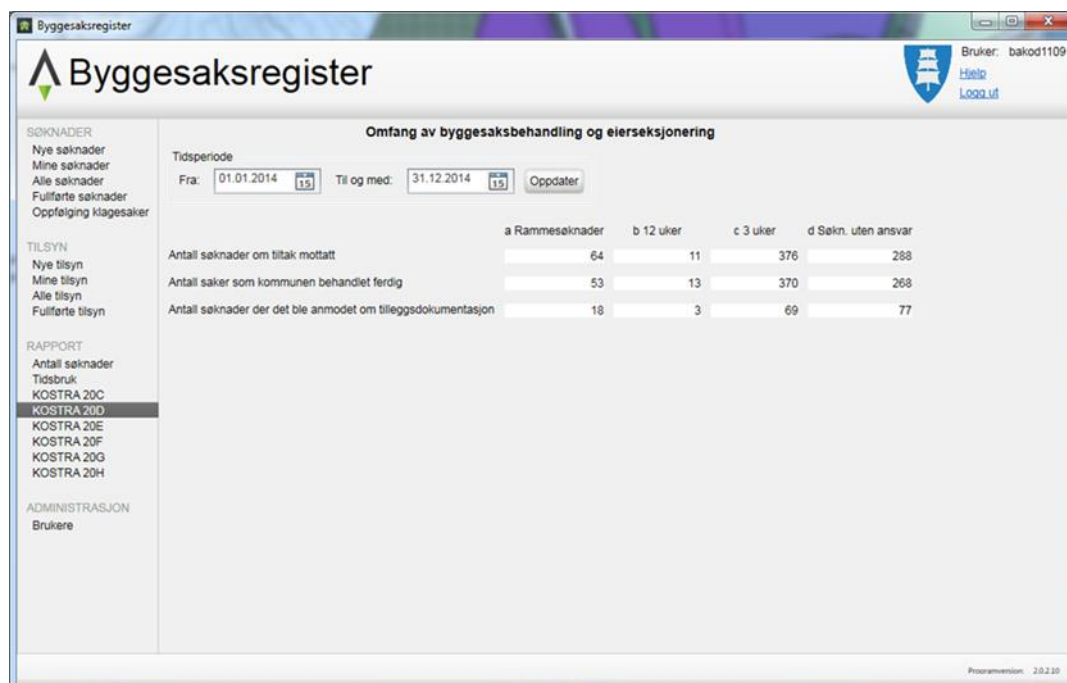 Byggesaksregister
Byggesaksregister
Bruker: bakod1109
Hjelp
Logg ut
SØKNADER
Nye søknader
Mine søknader
Alle søknader
Fullførte søknader
Oppfølging klagesaker
TILSYN
Nye tilsyn
Mine tilsyn
Alle tilsyn
Fullførte tilsyn
RAPPORT
Antall søknader
Tidsbruk
KOSTRA 20C
KOSTRA 20D
KOSTRA 20E
KOSTRA 20F
KOSTRA 20G
KOSTRA 20H
ADMINISTRASJON
Brukere
Omfang av byggesaksbehandling og eierseksjonering
Tidsperiode
Fra: 01.01.2014 15 Til og med: 31.12.2014 15 Oppdater
a Rammesøknader b 12 uker c 3 uker d Søkn. uten ansvar
Antall søknader om tiltak mottatt 64 11 376 288
Antall saker som kommunen behandlet ferdig 53 13 370 268
Antall søknader der det ble anmodet om tilleggsdokumentasjon 18 3 69 77
Programversion: 2.0.2.10